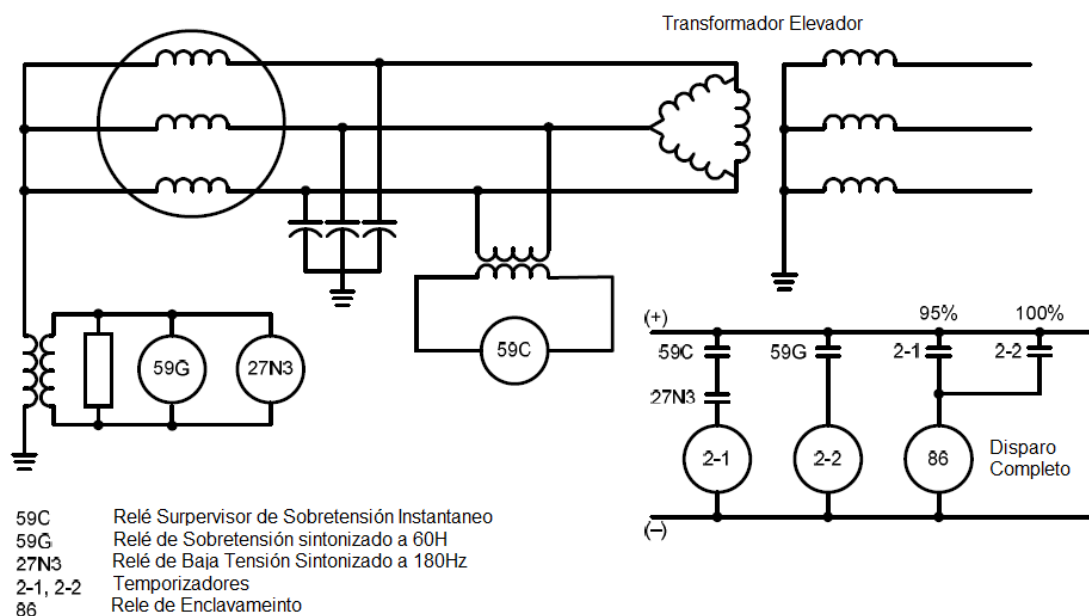 Transformador Elevador
59G
27N3
59C
(+)
95%
100%
59C
59G
2-1
2-2
27N3
2-1
2-2
86
Disparo
Completo
(–)
59C Relé Surpervisor de Sobretensión Instantaneo
59G Relé de Sobretensión sintonizado a 60H
27N3 Relé de Baja Tensión Sintonizado a 180Hz
2-1, 2-2 Temporizadores
86 Rele de Enclavameinto